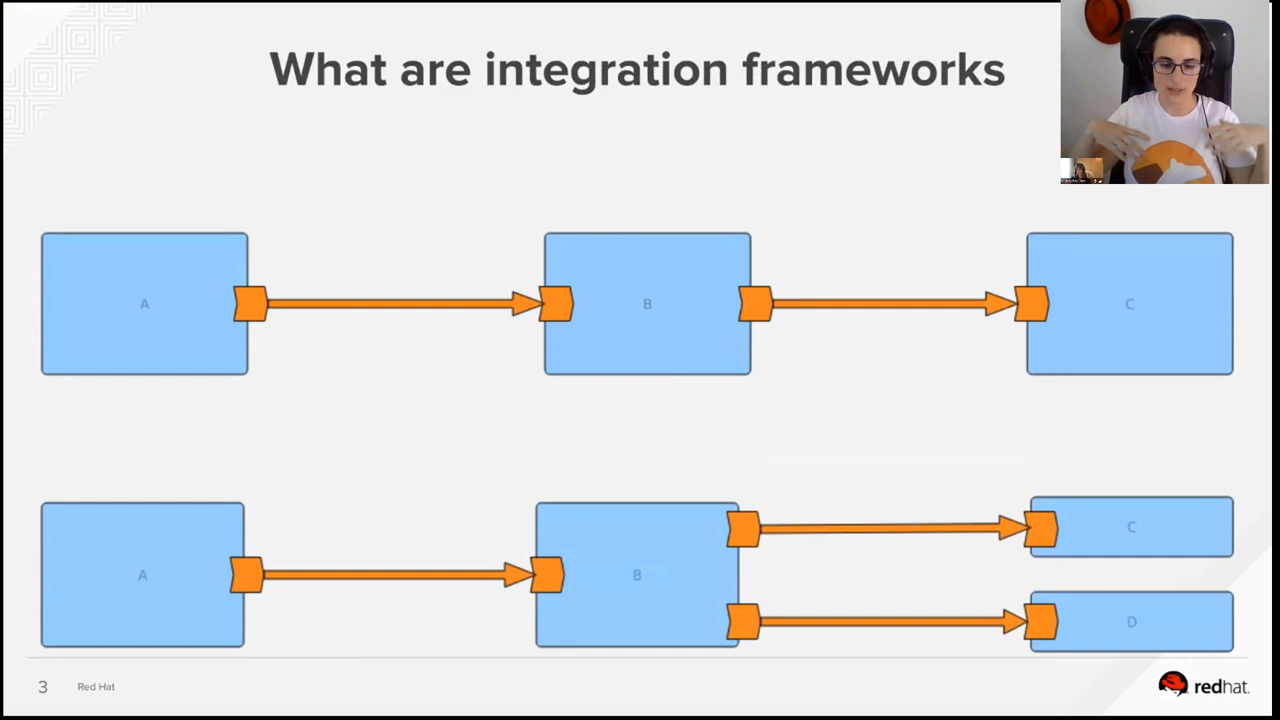 What are integration frameworks
A
B
C
A
B
C
D
3
Red Hat
redhat.